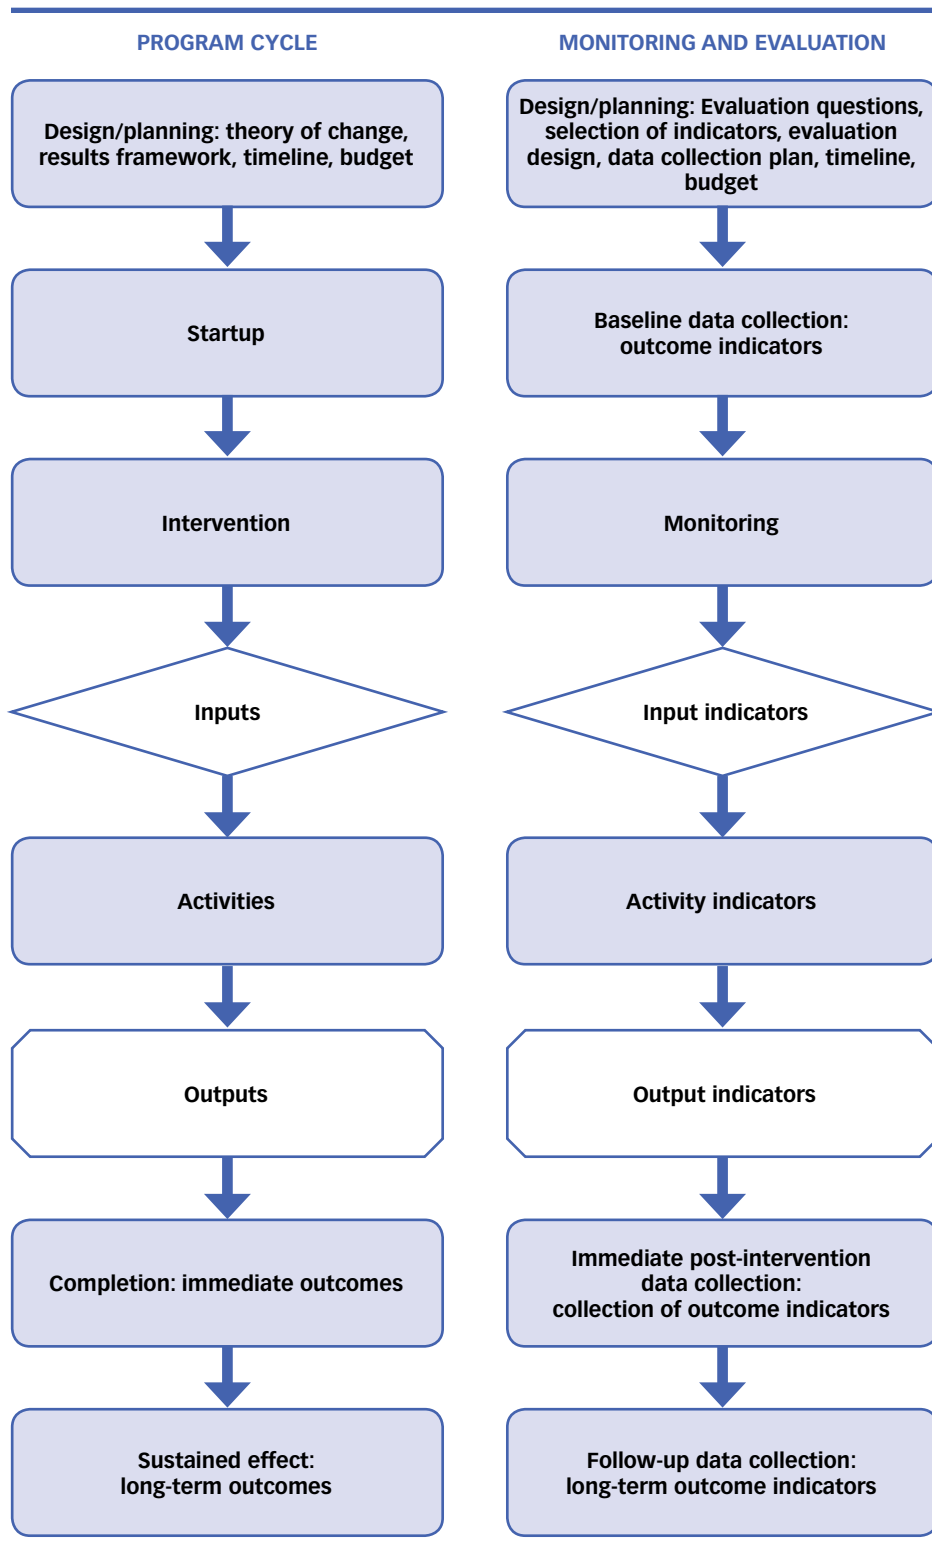 PROGRAM CYCLE
MONITORING AND EVALUATION
Design/planning: theory of change,
results framework, timeline, budget
Design/planning: Evaluation questions,
selection of indicators, evaluation
design, data collection plan, timeline,
budget
Startup
Baseline data collection:
outcome indicators
Intervention
Monitoring
Inputs
Input indicators
Activities
Activity indicators
Outputs
Output indicators
Completion: immediate outcomes
Immediate post-intervention
data collection:
collection of outcome indicators
Sustained effect:
long-term outcomes
Follow-up data collection:
long-term outcome indicators